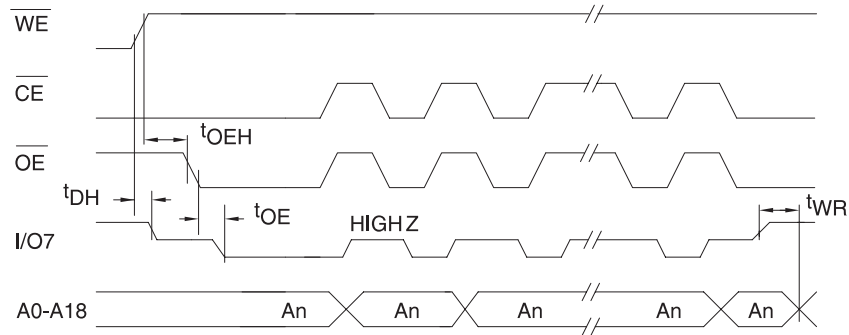 WE
CE
tOEH
OE
tDH
tOE
HIGH Z
tWR
I/O7
A0-A18 An An An An An